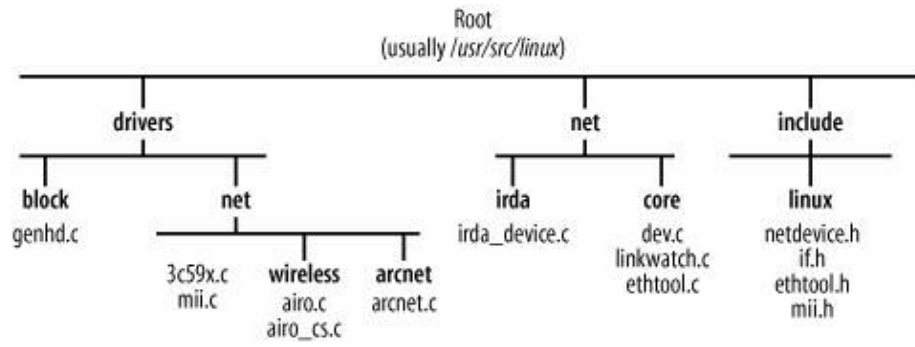 Root
(usually /usr/src/linux)
drivers
net
include
block
net
irda
core
linux
genhd.c
irda_device.c
dev.c
linkwatch.c
ethtool.c
netdevice.h
if.h
ethtool.h
mii.h
3c59x.c
mii.c
wireless
airo.c
airo_cs.c
arcnet
arcnet.c